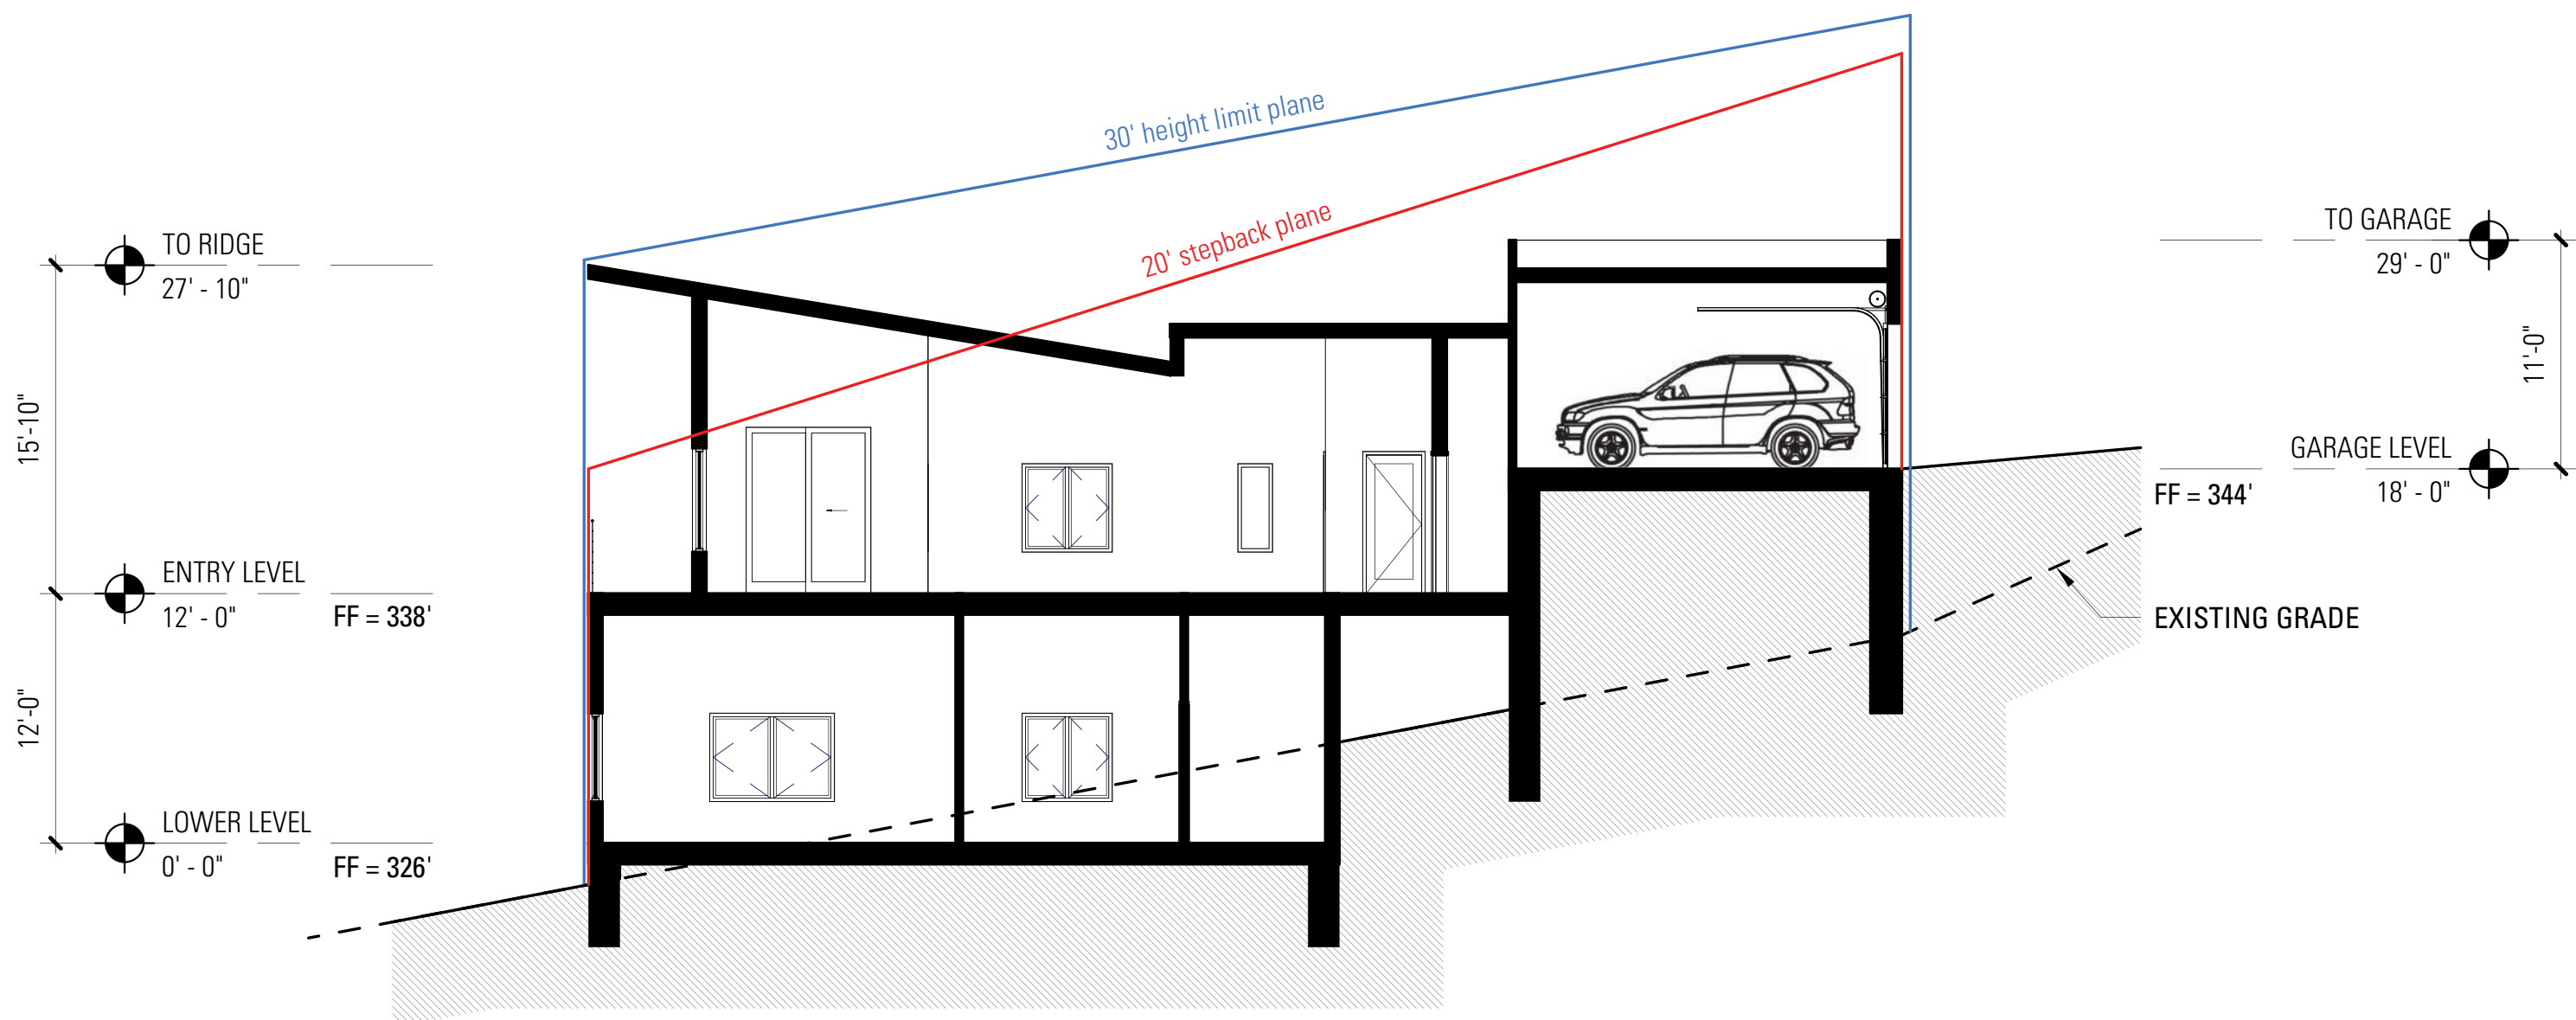 30' height limit plane
20' stepback plane
TO RIDGE
27' - 10"
15'-10"
ENTRY LEVEL
12' - 0"
FF = 338'
12'-0"
LOWER LEVEL
0' - 0"
FF = 326'
TO GARAGE
29' - 0"
11'-0"
GARAGE LEVEL
18' - 0"
FF = 344'
EXISTING GRADE